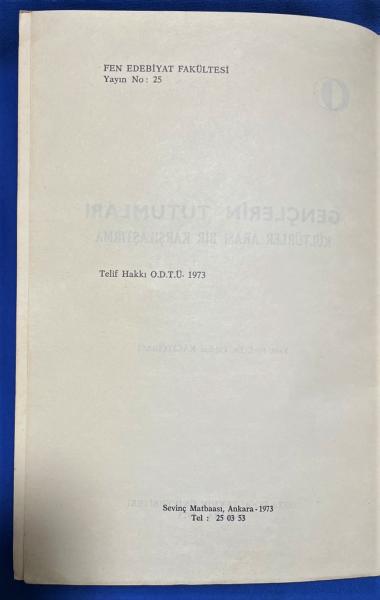 FEN EDEBİYAT FAKÜLTESİ
Yayın No: 25
GENÇLERİN TUTUMLARI
KÜLTÜRLER ARASI BİR KARŞILAŞTIRMA
Telif Hakkı O.D.T.Ü. 1973
Sevinç Matbaası, Ankara-1973
Tel : 25 03 53